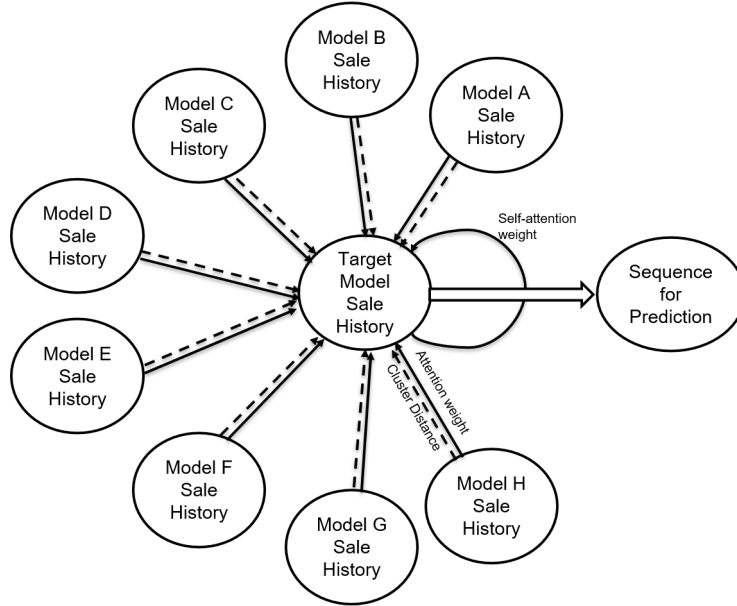 Model B
Sale
History
Model A
Sale
History
Model C
Sale
History
Model D
Sale
History
Self-attention
weight
Target
Model
Sale
History
Sequence
for
Prediction
Model E
Sale
History
Attention weight
Cluster Distance
Model F
Sale
History
Model H
Sale
History
Model G
Sale
History